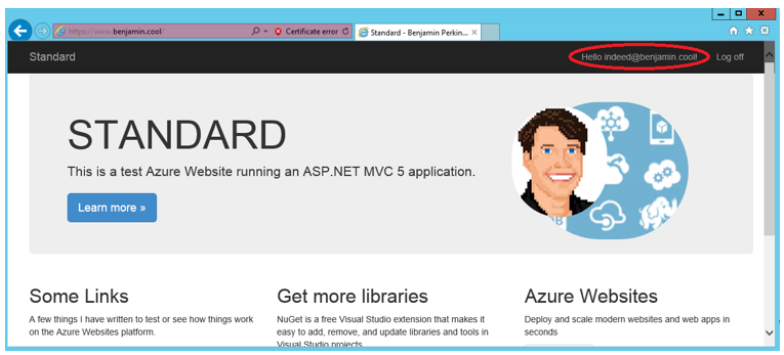 https://www.benjamin.cool/
Certificate error
Standard - Benjamin Perkin...
Standard
Hello indeed@benjamin.cool!
Log off
STANDARD
This is a test Azure Website running an ASP.NET MVC 5 application.
Learn more »
Some Links
A few things I have written to test or see how things work
on the Azure Websites platform.
Get more libraries
NuGet is a free Visual Studio extension that makes it
easy to add, remove, and update libraries and tools in
Visual Studio projects.
Azure Websites
Deploy and scale modern websites and web apps in
seconds